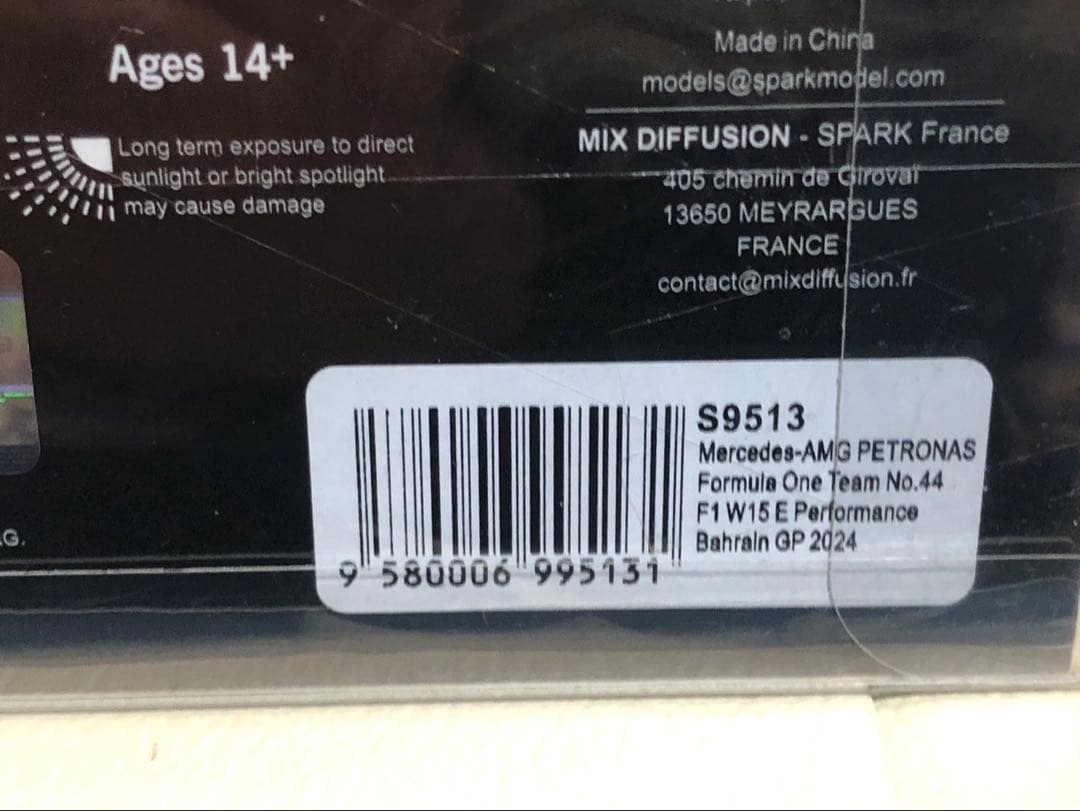 Ages 14+
Long term exposure to direct
sunlight or bright spotlight
may cause damage
Made in China
models@sparkmodel.com
MIX DIFFUSION - SPARK France
405 chemin de Giroval
13650 MEYRARGUES
FRANCE
contact@mixdiffusion.fr
S9513
Mercedes-AMG PETRONAS
Formula One Team No.44
F1 W15 E Performance
Bahrain GP 2024
9 580006 995131
.G.